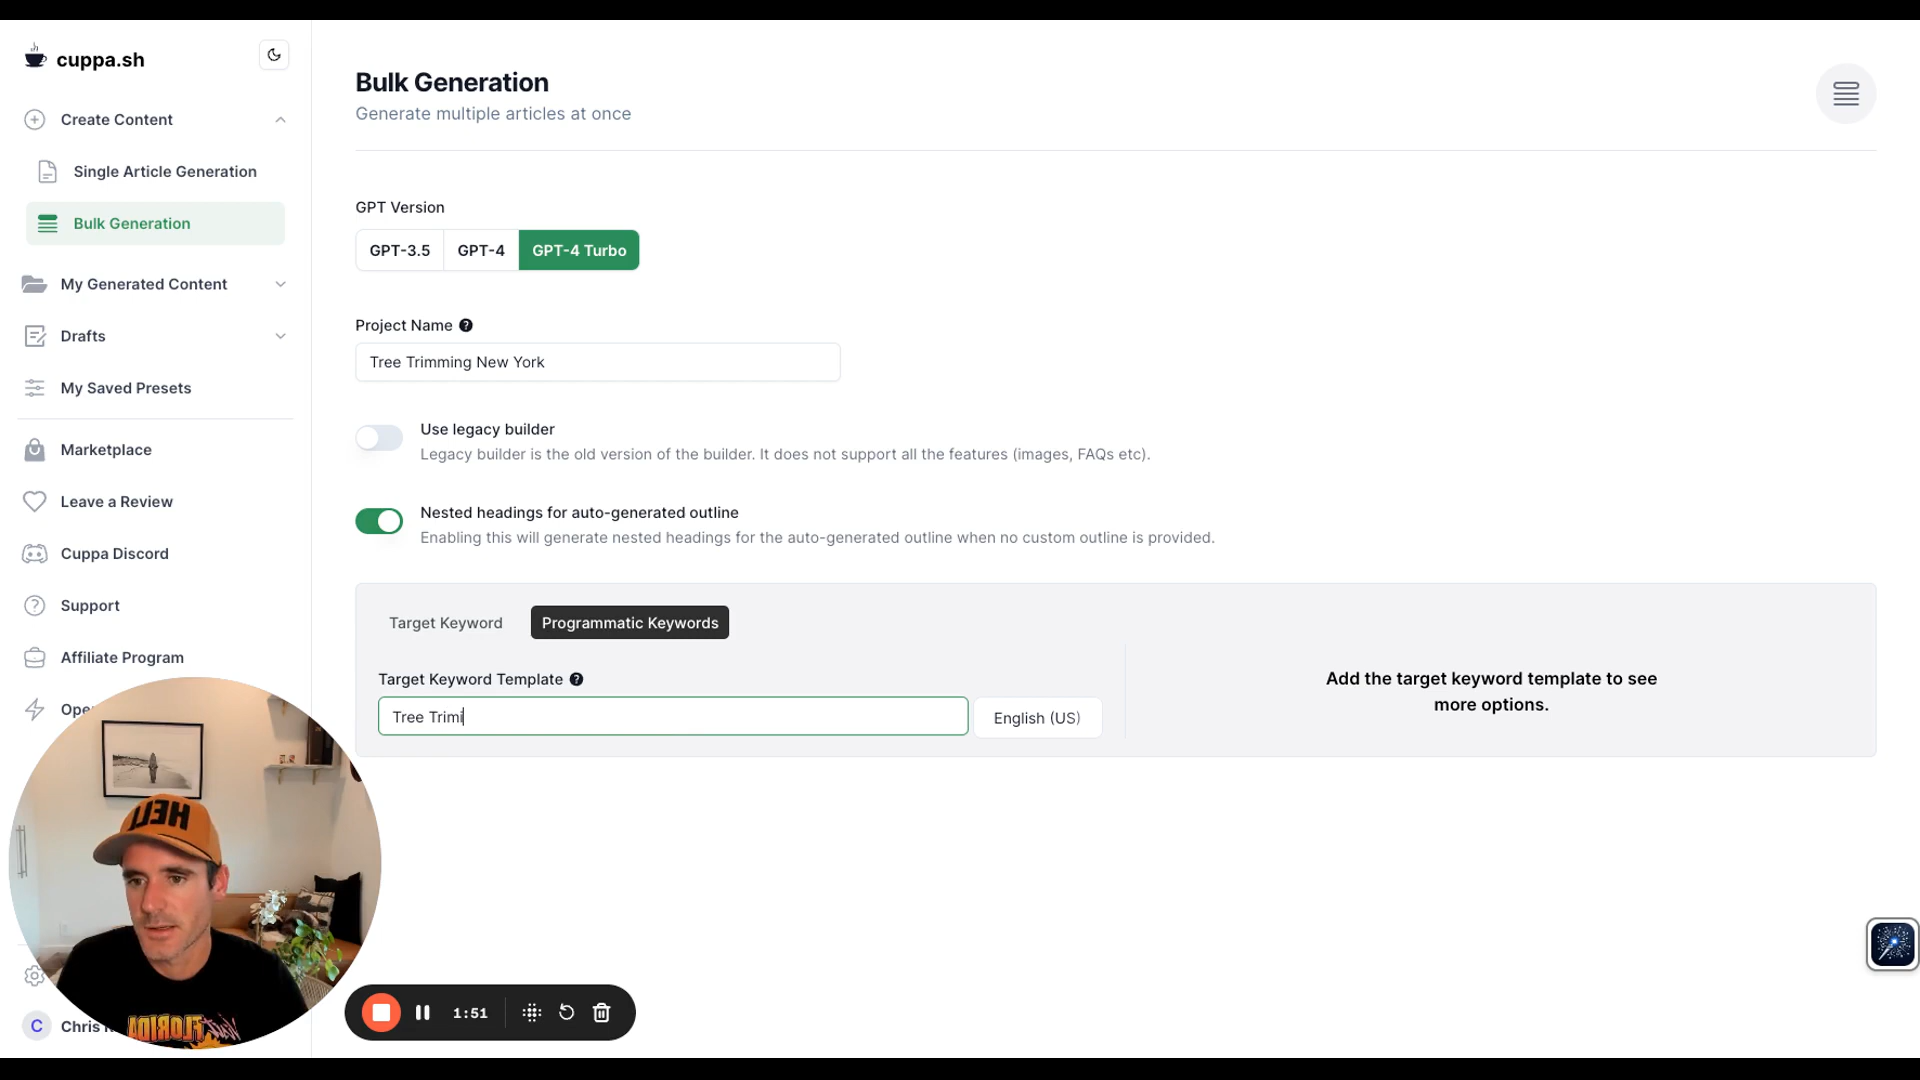 cuppa.sh
Create Content
Single Article Generation
Bulk Generation
My Generated Content
Drafts
My Saved Presets
Marketplace
Leave a Review
Cuppa Discord
Support
Affiliate Program
Ope
Chris
C
Bulk Generation
Generate multiple articles at once
GPT Version
GPT-3.5 GPT-4 GPT-4 Turbo
Project Name
Tree Trimming New York
Use legacy builder
Legacy builder is the old version of the builder. It does not support all the features (images, FAQs etc).
Nested headings for auto-generated outline
Enabling this will generate nested headings for the auto-generated outline when no custom outline is provided.
Target Keyword Programmatic Keywords
Target Keyword Template
Tree Trimi
English (US)
Add the target keyword template to see
more options.
HELL
FLORIDA
1:51